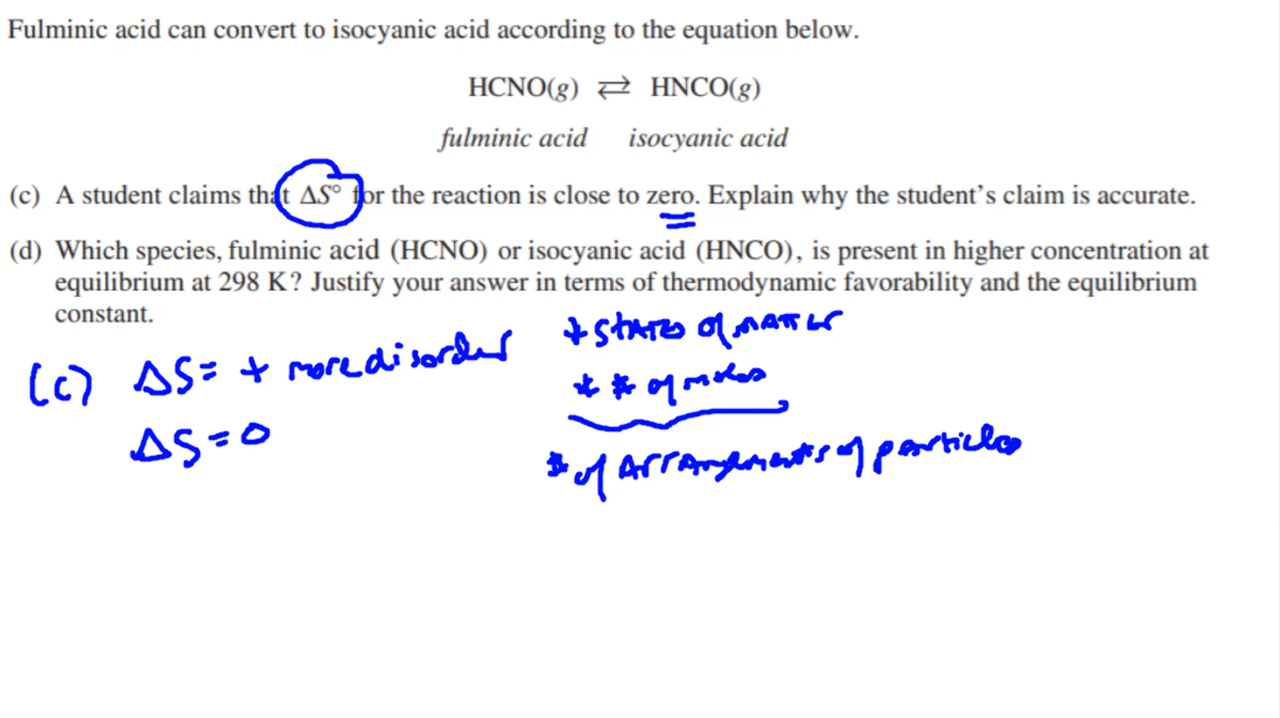 Fulminic acid can convert to isocyanic acid according to the equation below.
HCNO(g) ⇄ HNCO(g)
fulminic acid isocyanic acid
(c) A student claims that ΔS° for the reaction is close to zero. Explain why the student's claim is accurate.
(d) Which species, fulminic acid (HCNO) or isocyanic acid (HNCO), is present in higher concentration at
equilibrium at 298 K? Justify your answer in terms of thermodynamic favorability and the equilibrium
constant.
* States of matter
(c) ΔS = + more disorder
* # of moles
ΔS = 0
# of Arrangements of particles